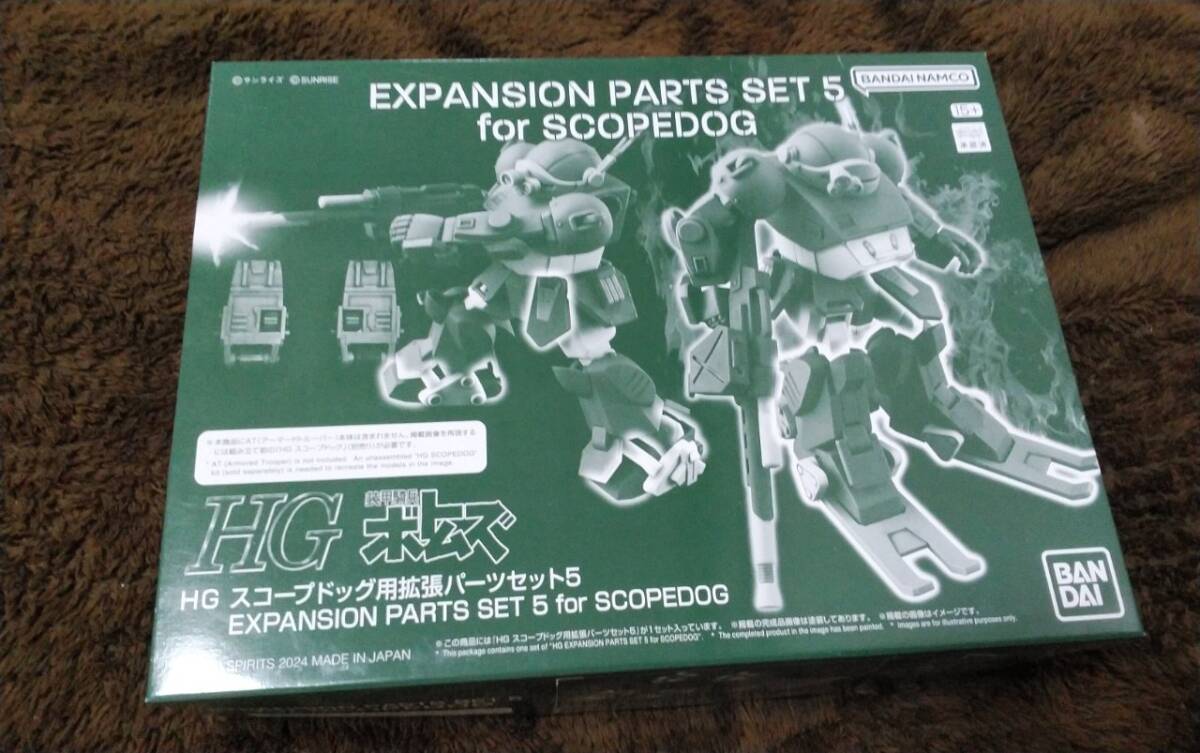 ©サンライズ ©SUNRISE
EXPANSION PARTS SET 5
for SCOPEDOG
BANDAI NAMCO
15+
承認済
※本商品にAT(アーマードトルーパー)本体は含まれません。掲載画像を再現する
には組み立て前の「HG スコープドッグ」(別売り)が必要です。
* AT (Armored Trooper) is not included. An unassembled "HG SCOPEDOG"
kit (sold separately) is needed to recreate the models in the image.
HG
装甲騎兵
ボトムズ
HG スコープドッグ用拡張パーツセット5
EXPANSION PARTS SET 5 for SCOPEDOG
BAN
DAI
※この商品には「HG スコープドッグ用拡張パーツセット5」が1セット入っています。 ※掲載の完成品画像は塗装してあります。 ※掲載の画像はイメージです。
* This package contains one set of "HG EXPANSION PARTS SET 5 for SCOPEDOG". * The completed product in the image has been painted. * Images are for illustrative purposes only.
SPIRITS 2024 MADE IN JAPAN